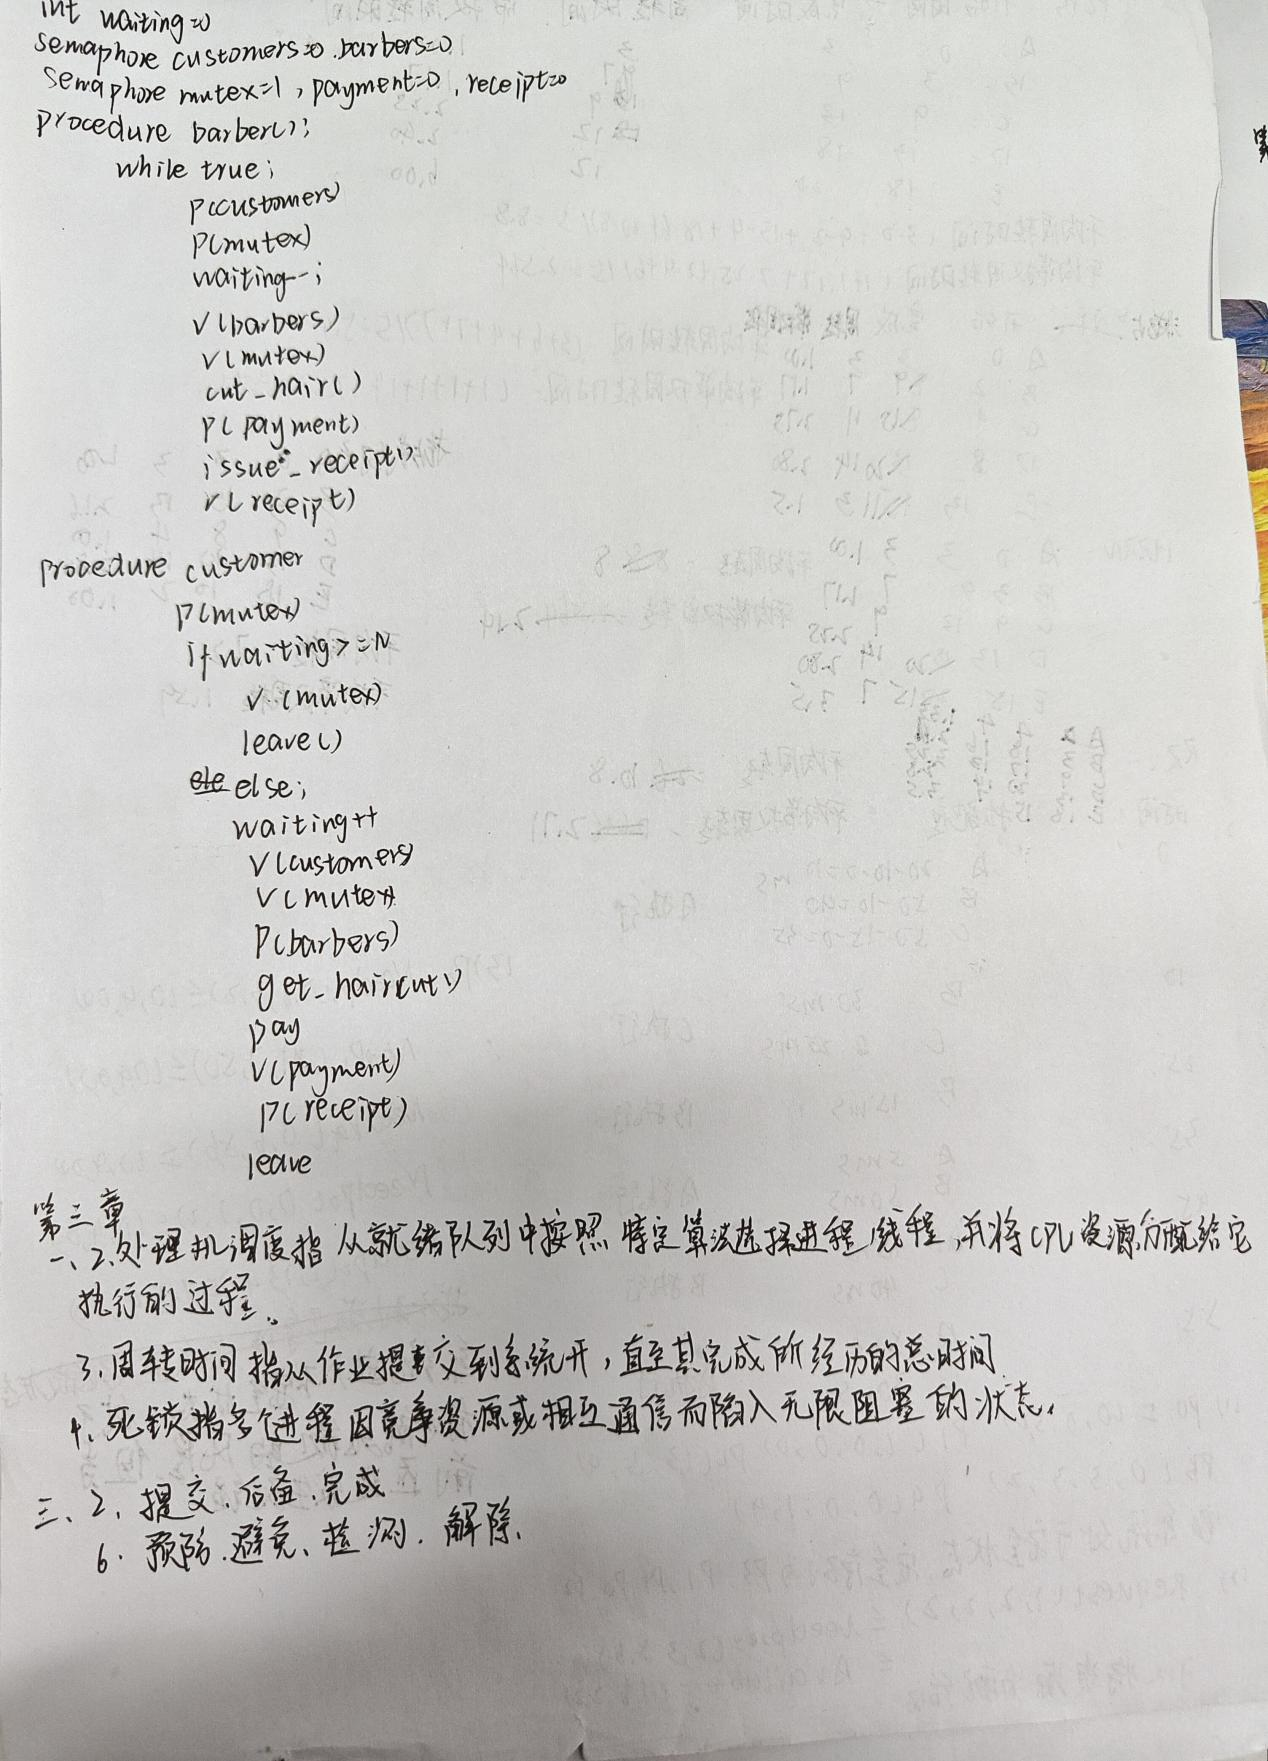 int waiting=0
semaphore customers=0.barbers=0
semaphore mutex=1,payment=0,receipt=0
procedure barber();
while true;
P(customers)
P(mutex)
waiting--;
V(barbers)
V(mutex)
cut_hair()
P(payment)
issue_receipt()
V(receipt)
procedure customer
P(mutex)
if waiting>=N
V(mutex)
leave()
else;
waiting++
V(customers)
V(mutex)
P(barbers)
get_haircut()
pay
V(payment)
P(receipt)
leave
第三章
一、2.处理机调度指从就绪队列中按照特定算法选择进程/线程,并将CPU资源分配给它
执行的过程。
3.周转时间指从作业提交到系统开,直至其完成所经历的总时间
4.死锁指多个进程因竞争资源或相互通信而陷入无限阻塞的状态.
三、2、提交.后备.完成
6.预防.避免、检测.解除.